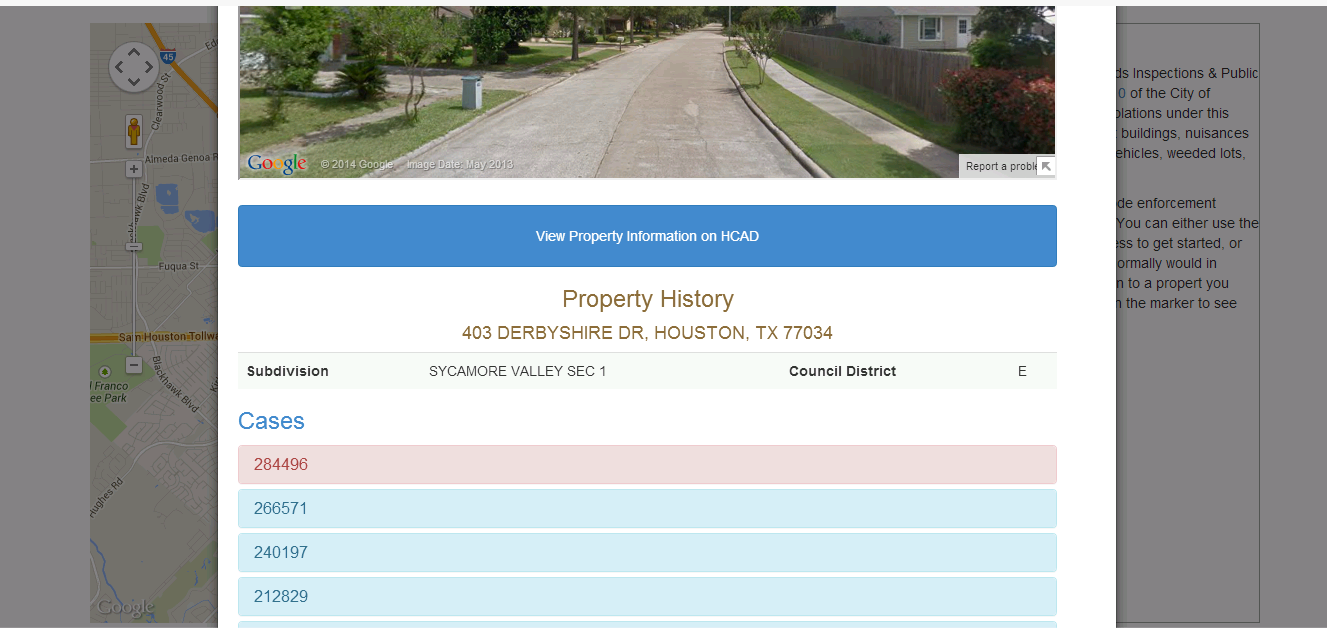 45
Clearwood St
Almeda Genoa R
Fuqua St
Sam Houston Tollwa
Blackhawk Blvd
l Franco
ee Park
Hughes Rd
Google
Google © 2014 Google Image Date: May 2013
Report a proble
View Property Information on HCAD
Property History
403 DERBYSHIRE DR, HOUSTON, TX 77034
Subdivision SYCAMORE VALLEY SEC 1 Council District E
Cases
284496
266571
240197
212829
ds Inspections & Public
0 of the City of
olations under this
buildings, nuisances
ehicles, weeded lots,
de enforcement
You can either use the
ess to get started, or
ormally would in
n to a propert you
n the marker to see